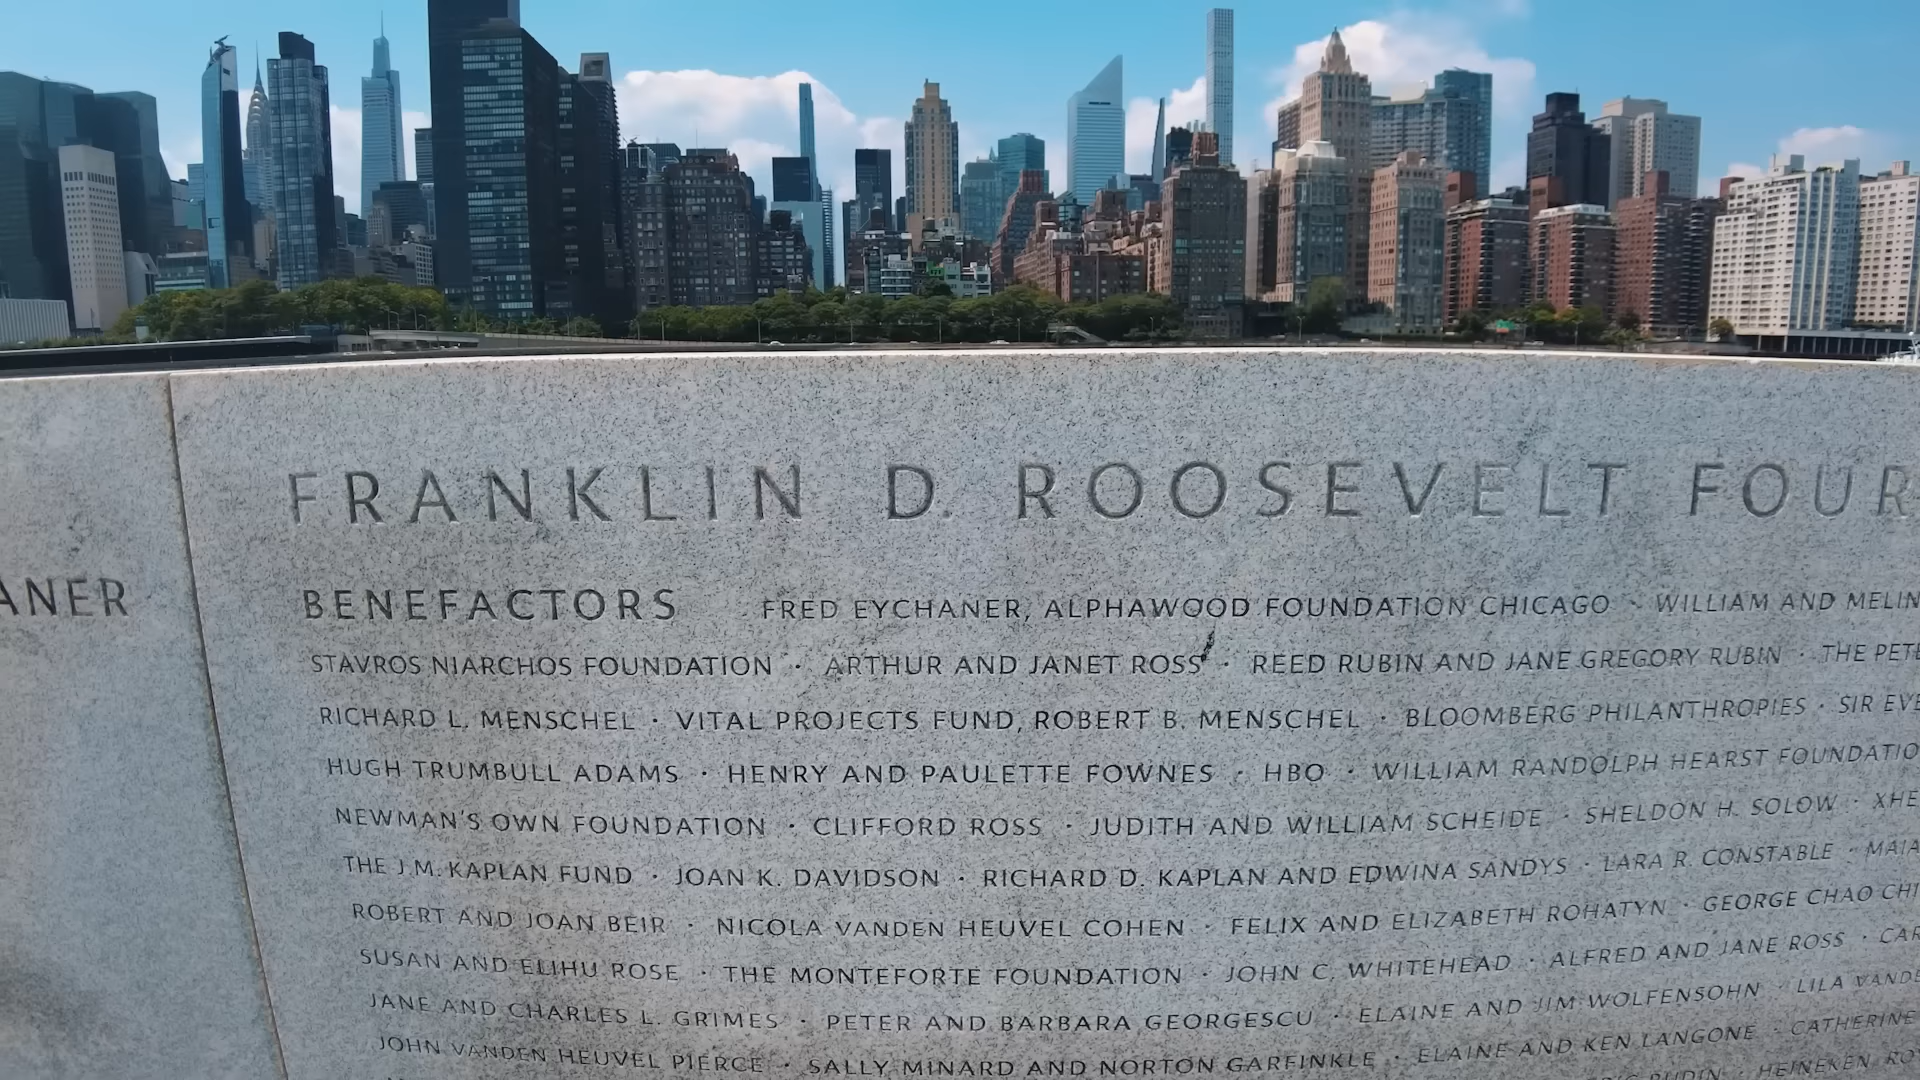 FRANKLIN D. ROOSEVELT FOUR
ANER
BENEFACTORS FRED EYCHANER, ALPHAWOOD FOUNDATION CHICAGO · WILLIAM AND MELIN
STAVROS NIARCHOS FOUNDATION · ARTHUR AND JANET ROSS · REED RUBIN AND JANE GREGORY RUBIN · THE PETE
RICHARD L. MENSCHEL · VITAL PROJECTS FUND, ROBERT B. MENSCHEL · BLOOMBERG PHILANTHROPIES · SIR EVE
HUGH TRUMBULL ADAMS · HENRY AND PAULETTE FOWNES · HBO · WILLIAM RANDOLPH HEARST FOUNDATIO
NEWMAN'S OWN FOUNDATION · CLIFFORD ROSS · JUDITH AND WILLIAM SCHEIDE · SHELDON H. SOLOW · XHE
THE J.M. KAPLAN FUND · JOAN K. DAVIDSON · RICHARD D. KAPLAN AND EDWINA SANDYS · LARA R. CONSTABLE · MAIA
ROBERT AND JOAN BEIR · NICOLA VANDEN HEUVEL COHEN · FELIX AND ELIZABETH ROHATYN · GEORGE CHAO CHI
SUSAN AND ELIHU ROSE · THE MONTEFORTE FOUNDATION · JOHN C. WHITEHEAD · ALFRED AND JANE ROSS · CAR
JANE AND CHARLES L. GRIMES · PETER AND BARBARA GEORGESCU · ELAINE AND JIM WOLFENSOHN · LILA VANDE
JOHN VANDEN HEUVEL PIERCE · SALLY MINARD AND NORTON GARFINKLE · ELAINE AND KEN LANGONE · CATHERINE
RUDIN · HEINEKEN